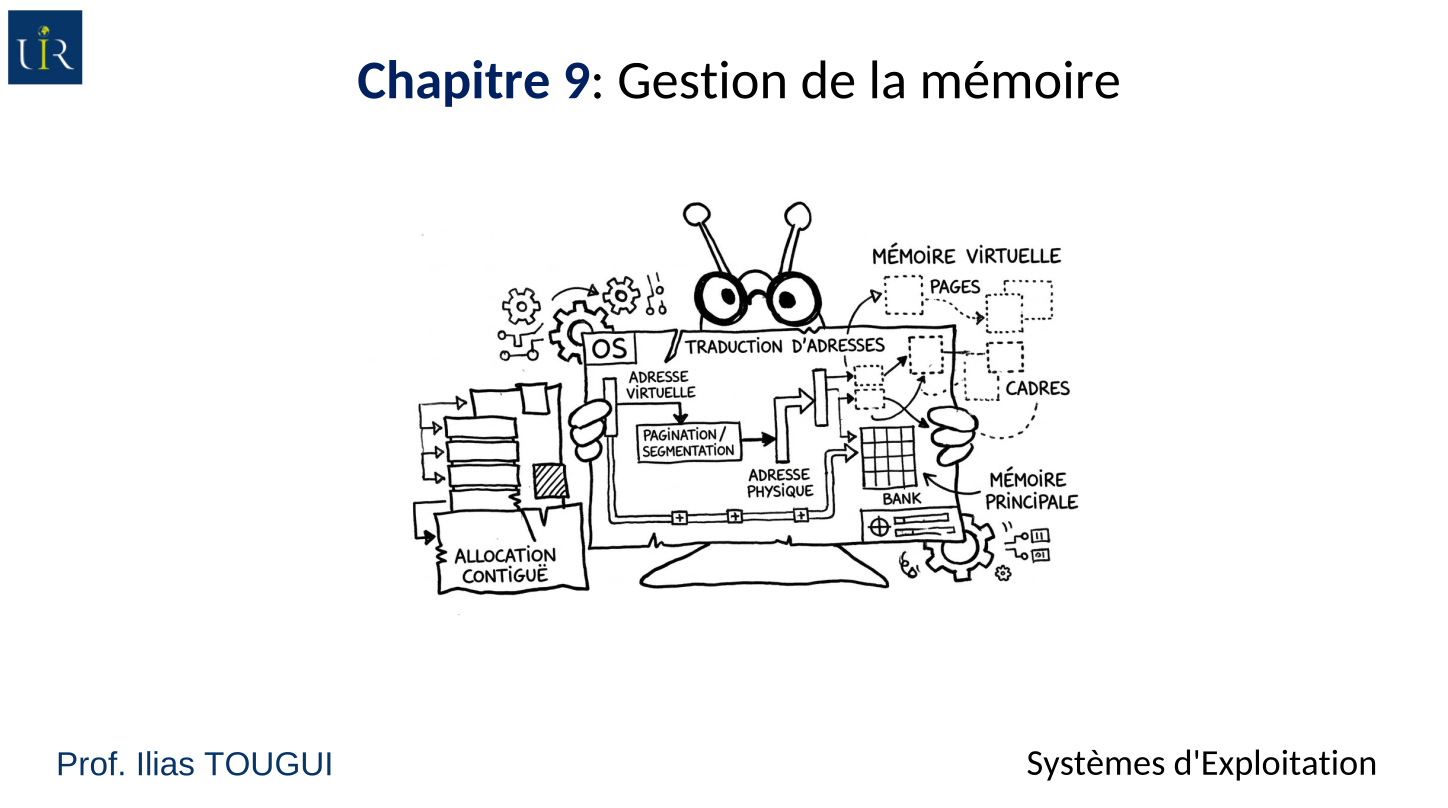 UIR
Chapitre 9: Gestion de la mémoire
MÉMOIRE VIRTUELLE
PAGES
OS
TRADUCTION D'ADRESSES
ADRESSE
VIRTUELLE
CADRES
PAGINATION /
SEGMENTATION
ADRESSE
PHYSIQUE
MÉMOIRE
PRINCIPALE
BANK
ALLOCATION
CONTIGUË
Prof. Ilias TOUGUI
Systèmes d'Exploitation